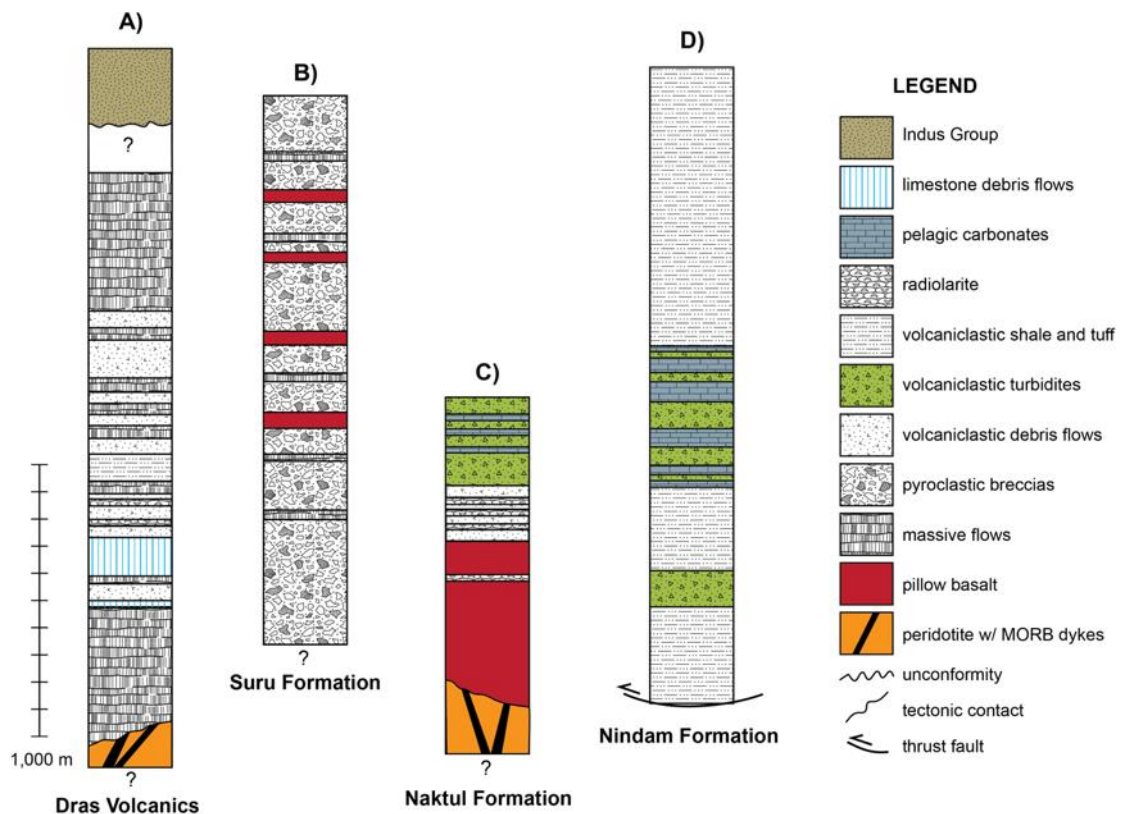 A)
B)
C)
D)
?
?
?
?
1,000 m
Dras Volcanics
Suru Formation
Naktul Formation
Nindam Formation
LEGEND
Indus Group
limestone debris flows
pelagic carbonates
radiolarite
volcaniclastic shale and tuff
volcaniclastic turbidites
volcaniclastic debris flows
pyroclastic breccias
massive flows
pillow basalt
peridotite w/ MORB dykes
unconformity
tectonic contact
thrust fault